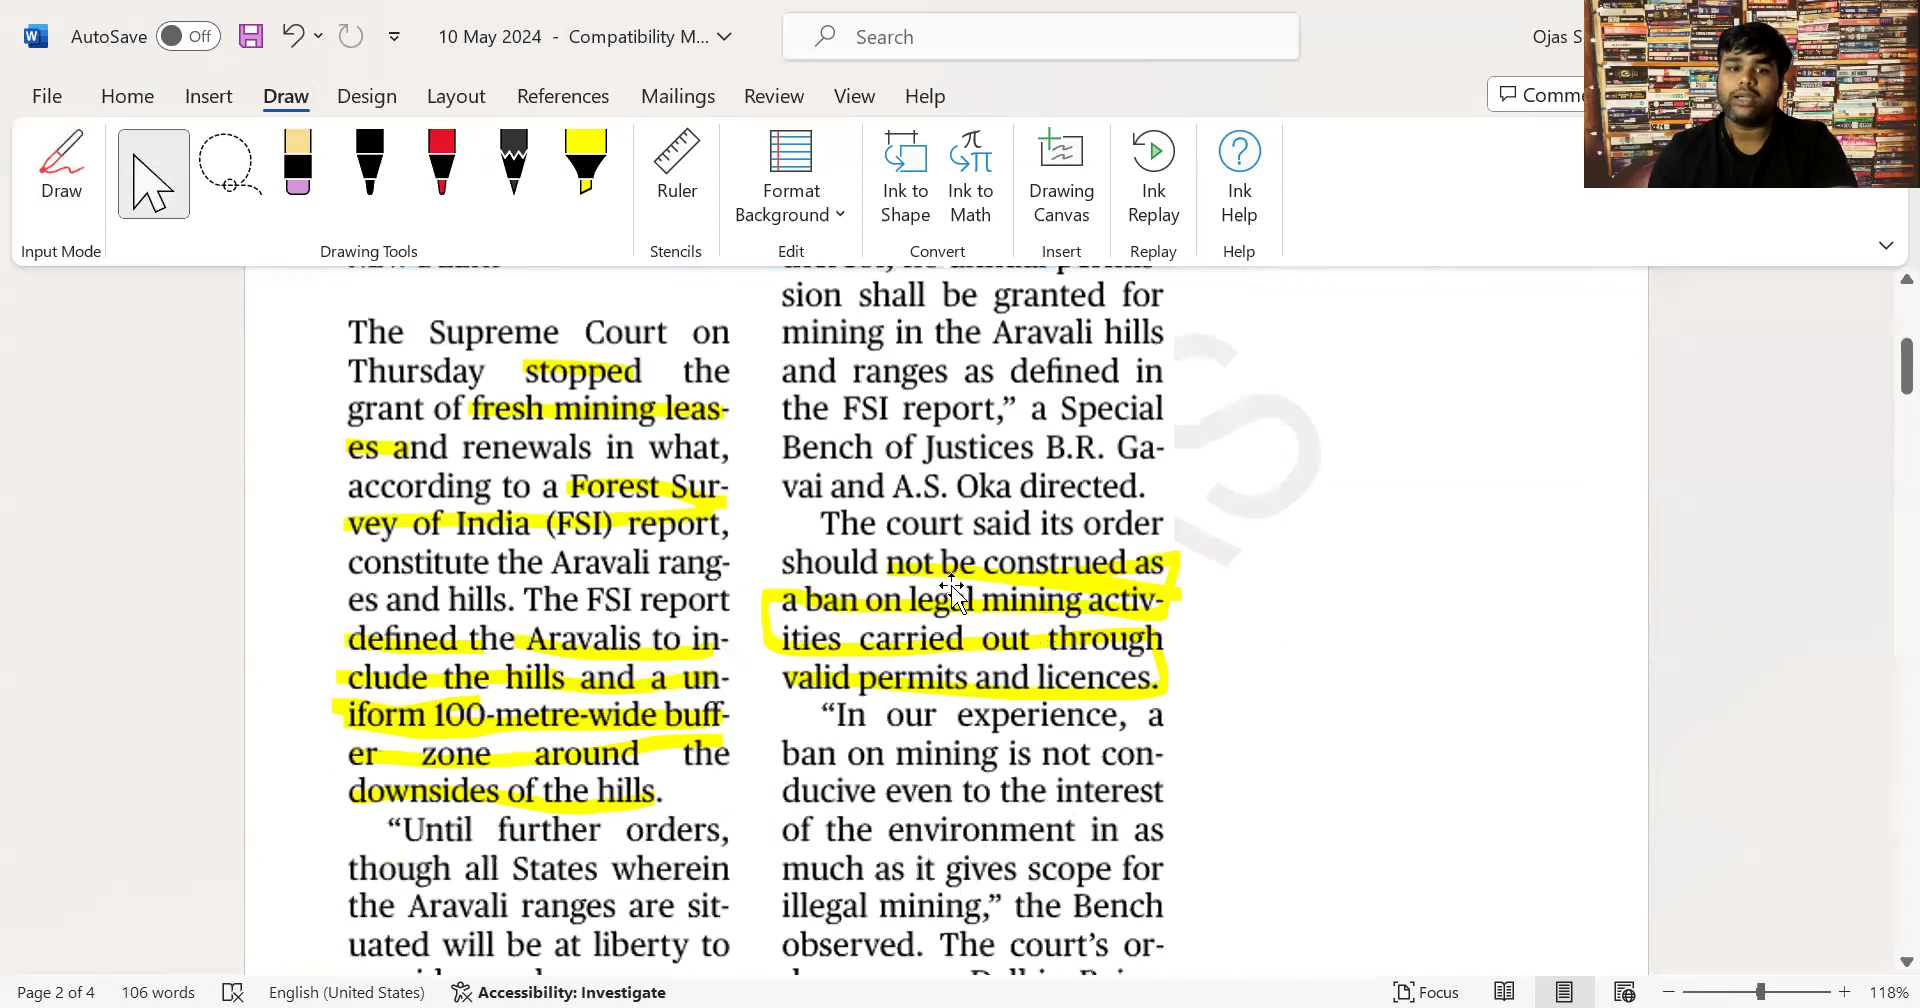 AutoSave Off 10 May 2024 - Compatibility M... Search Ojas S
File Home Insert Draw Design Layout References Mailings Review View Help Comme
Draw
Ruler
Format
Background
Ink to
Shape
Ink to
Math
Drawing
Canvas
Ink
Replay
Ink
Help
Input Mode Drawing Tools Stencils Edit Convert Insert Replay Help
The Supreme Court on
Thursday stopped the
grant of fresh mining leas-
es and renewals in what,
according to a Forest Sur-
vey of India (FSI) report,
constitute the Aravali rang-
es and hills. The FSI report
defined the Aravalis to in-
clude the hills and a un-
iform 100-metre-wide buff-
er zone around the
downsides of the hills.
“Until further orders,
though all States wherein
the Aravali ranges are sit-
uated will be at liberty to
sion shall be granted for
mining in the Aravali hills
and ranges as defined in
the FSI report,” a Special
Bench of Justices B.R. Ga-
vai and A.S. Oka directed.
The court said its order
should not be construed as
a ban on legal mining activ-
ities carried out through
valid permits and licences.
“In our experience, a
ban on mining is not con-
ducive even to the interest
of the environment in as
much as it gives scope for
illegal mining,” the Bench
observed. The court’s or-
Page 2 of 4 106 words English (United States) Accessibility: Investigate Focus 118%